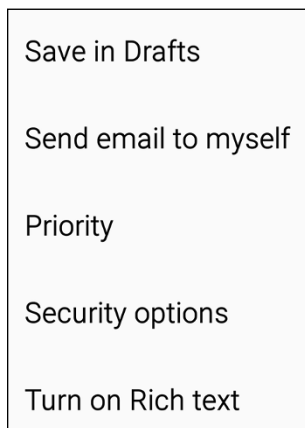 Save in Drafts
Send email to myself
Priority
Security options
Turn on Rich text